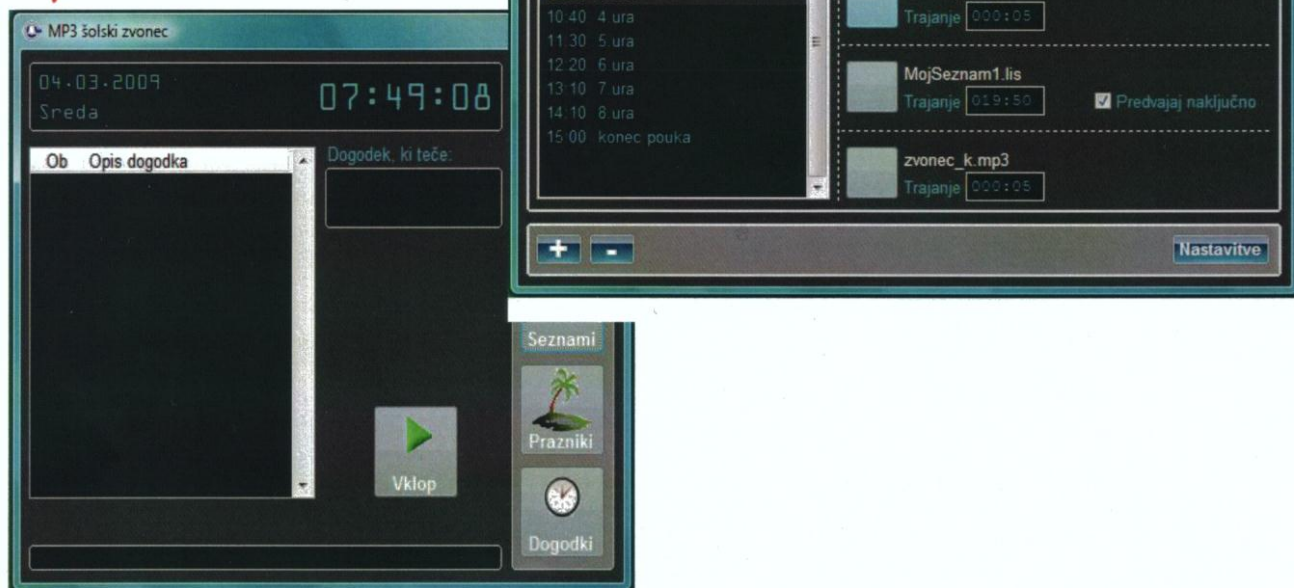 MP3 šolski zvonec
04.03.2009
Sreda
07:49:08
Ob Opis dogodka
Dogodek, ki teče:
Vklop
Seznami
Prazniki
Dogodki
10:40 4.ura
11:30 5.ura
12:20 6.ura
13:10 7.ura
14:10 8.ura
15:00 konec pouka
Trajanje 000:05
MojSeznam1.lis
Trajanje 019:50
Predvajaj naključno
zvonec_k.mp3
Trajanje 000:05
+ -
Nastavitve